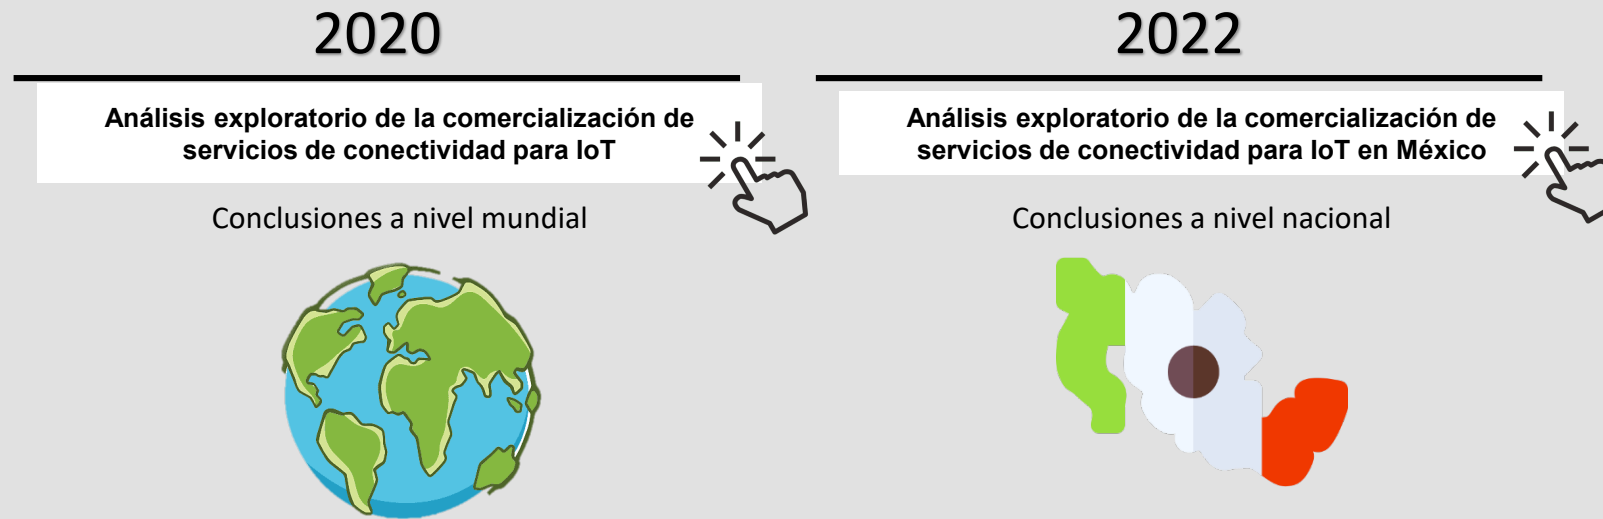 2020
Análisis exploratorio de la comercialización de
servicios de conectividad para IoT
Conclusiones a nivel mundial
2022
Análisis exploratorio de la comercialización de
servicios de conectividad para IoT en México
Conclusiones a nivel nacional